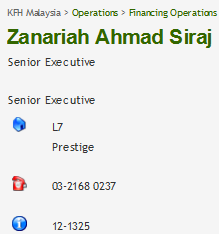 KFH Malaysia > Operations > Financing Operations
Zanariah Ahmad Siraj
Senior Executive
Senior Executive
L7
Prestige
03-2168 0237
12-1325